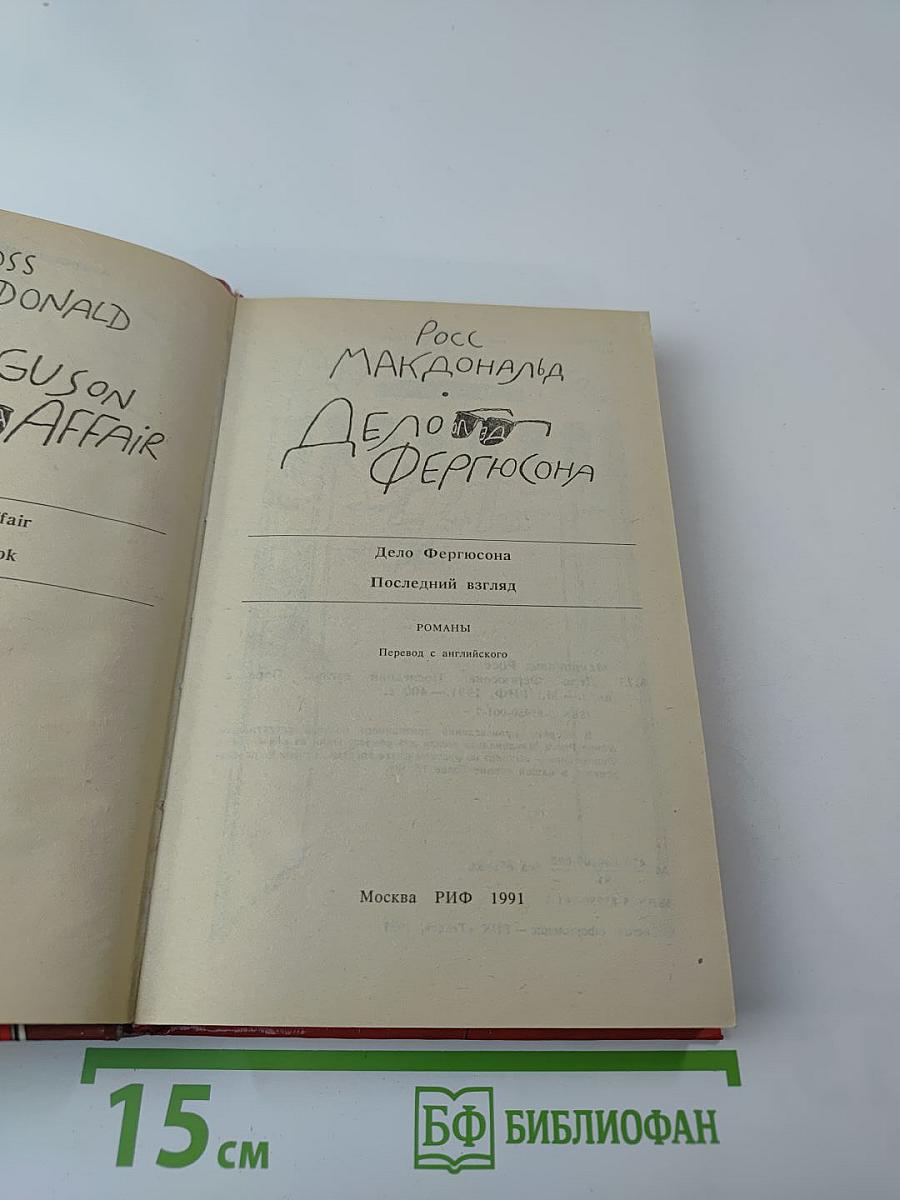 OSS
DONALD
GUSON
AFFAIR
ffair
ok
РОСС
МАКДОНАЛЬД
ДЕЛО
ФЕРГЮСОНА
Дело Фергюсона
Последний взгляд
РОМАНЫ
Перевод с английского
Москва РИФ 1991
15 см
БФ БИБЛИОФАН